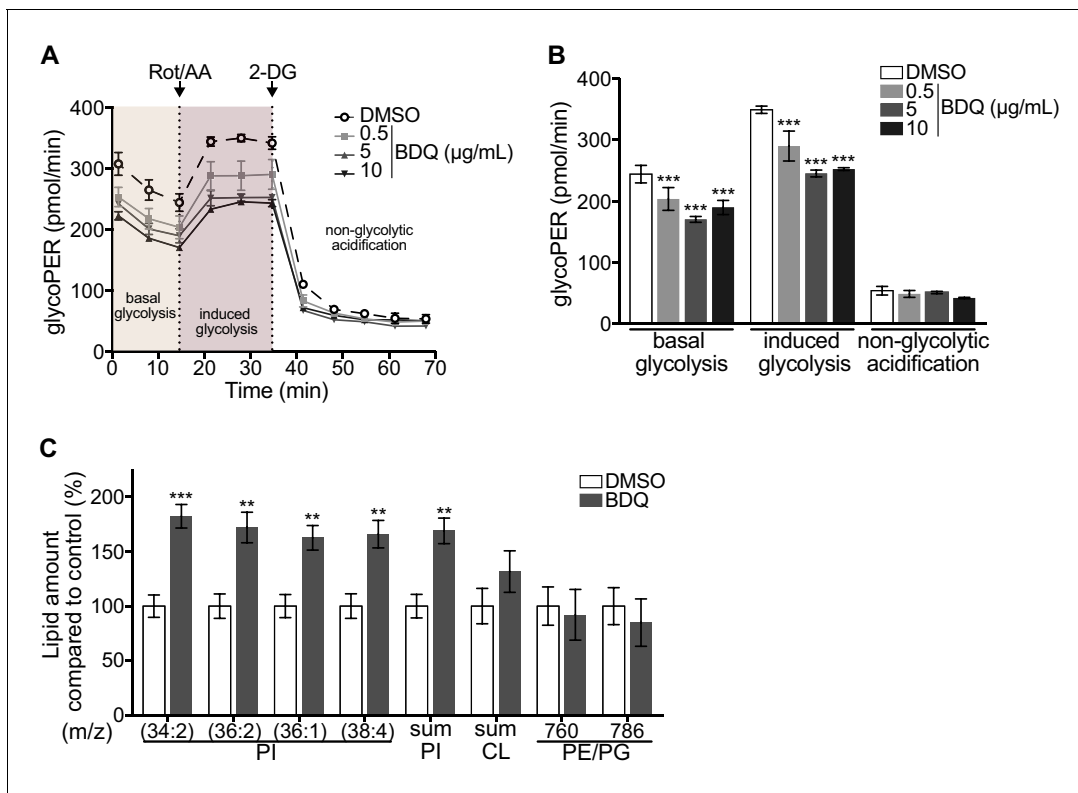 A
Rot/AA
2-DG
400
300
200
100
0
glycoPER (pmol/min)
DMSO
0.5
5
10
BDQ (µg/mL)
basal
glycolysis
induced
glycolysis
non-glycolytic
acidification
0 10 20 30 40 50 60 70
Time (min)
B
400
300
200
100
0
glycoPER (pmol/min)
DMSO
0.5
5
10
BDQ (µg/mL)
*** *** ***
*** *** ***
basal
glycolysis
induced
glycolysis
non-glycolytic
acidification
C
200
150
100
50
0
Lipid amount
compared to control (%)
DMSO
BDQ
*** ** ** ** **
(m/z)
(34:2) (36:2) (36:1) (38:4)
PI
sum
PI
sum
CL
760 786
PE/PG